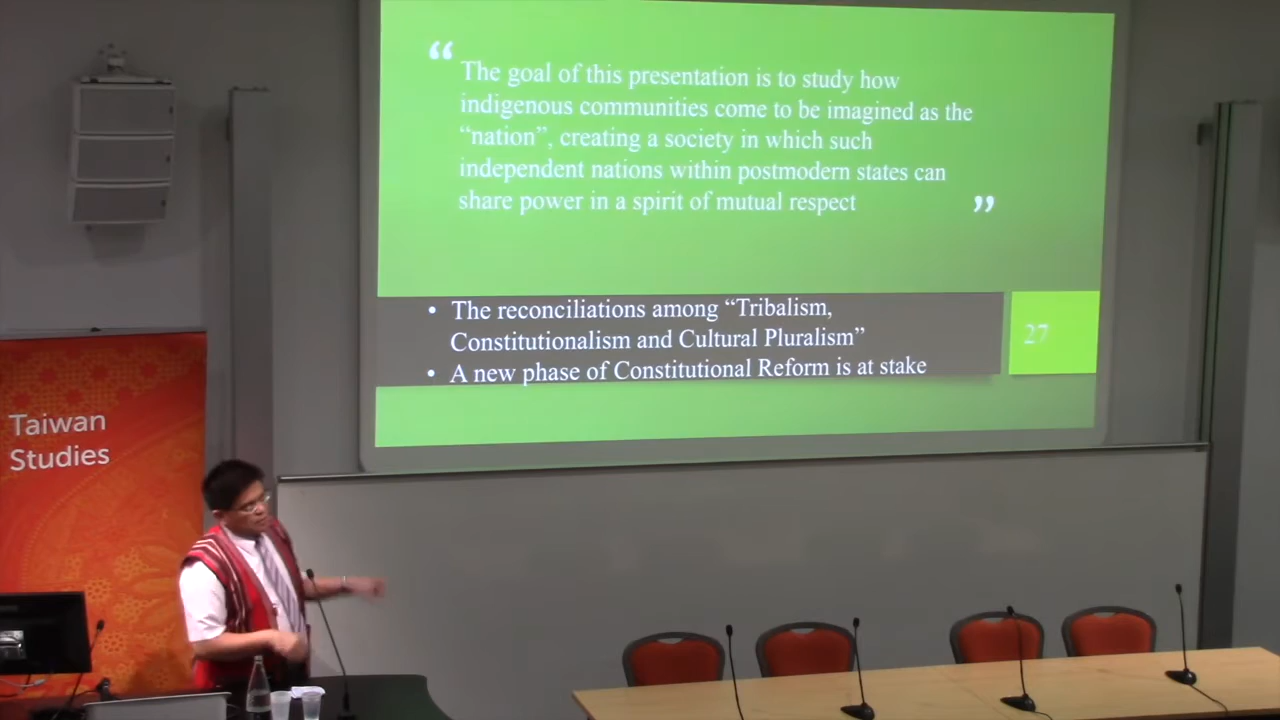 “
The goal of this presentation is to study how
indigenous communities come to be imagined as the
“nation”, creating a society in which such
independent nations within postmodern states can
share power in a spirit of mutual respect
”
• The reconciliations among “Tribalism,
Constitutionalism and Cultural Pluralism”
• A new phase of Constitutional Reform is at stake
27
Taiwan
Studies